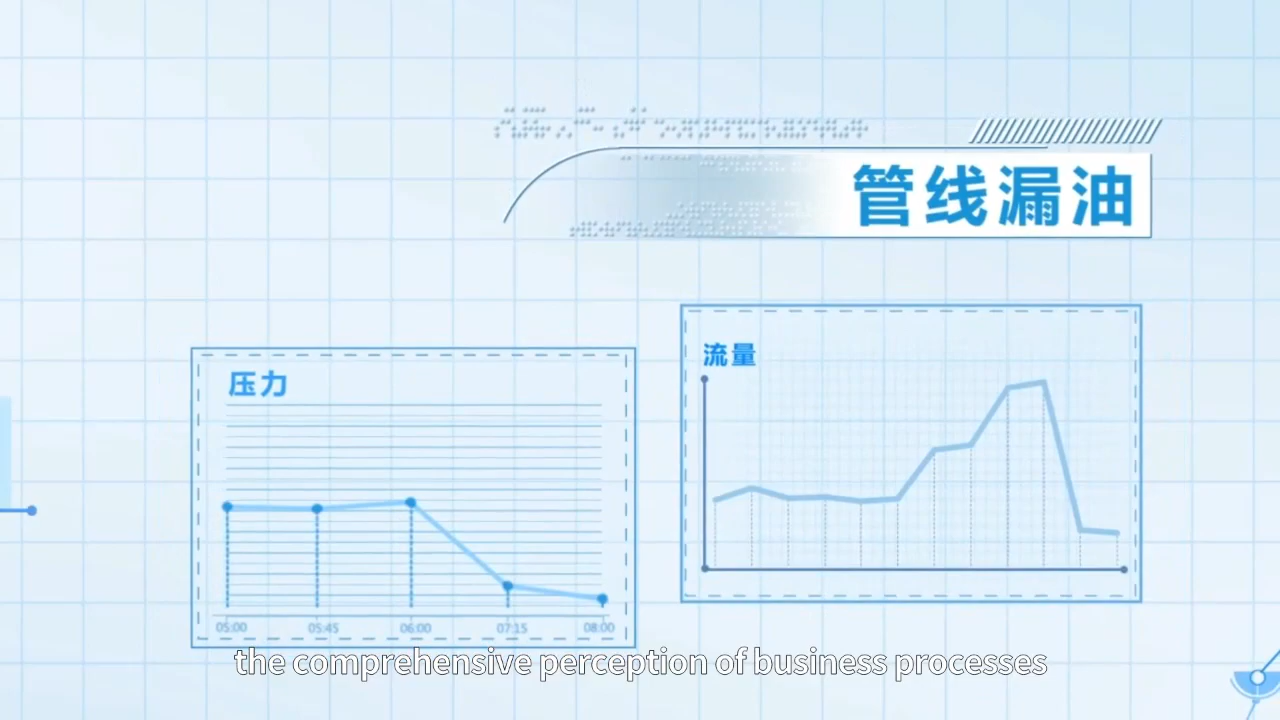 管线漏油
流量
压力
05:00 05:45 06:00 07:15 08:00
the comprehensive perception of business processes